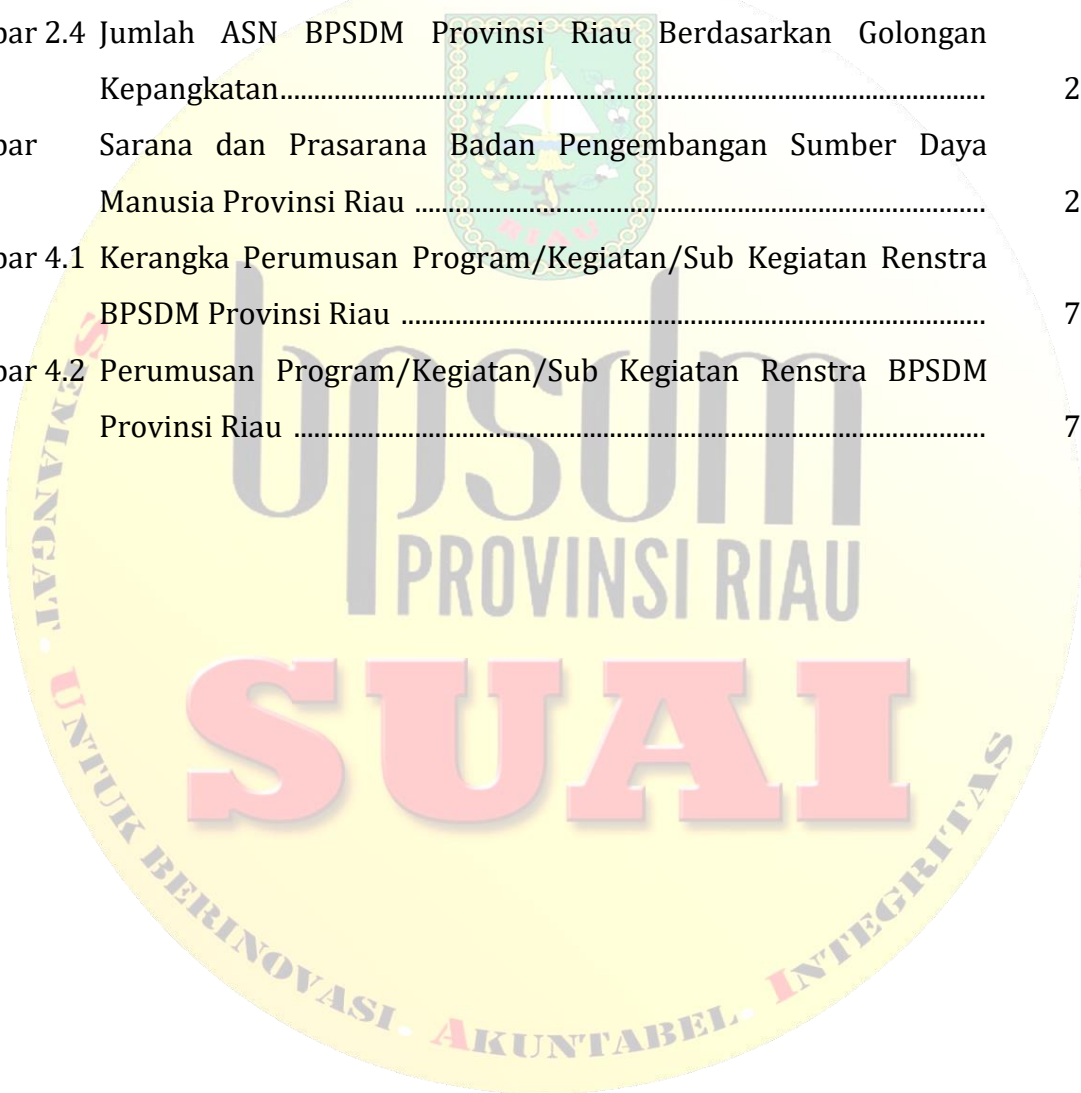 bar 2.4 Jumlah ASN BPSDM Provinsi Riau Berdasarkan Golongan
Kepangkatan...................................................................................................... 2
bar Sarana dan Prasarana Badan Pengembangan Sumber Daya
Manusia Provinsi Riau .................................................................................. 2
bar 4.1 Kerangka Perumusan Program/Kegiatan/Sub Kegiatan Renstra
BPSDM Provinsi Riau .................................................................................... 7
bar 4.2 Perumusan Program/Kegiatan/Sub Kegiatan Renstra BPSDM
Provinsi Riau .................................................................................................... 7
RIAU
bpsdm
PROVINSI RIAU
SUAI
SEMANGAT. UNTUK BERINOVASI. AKUNTABEL. INTEGRITAS